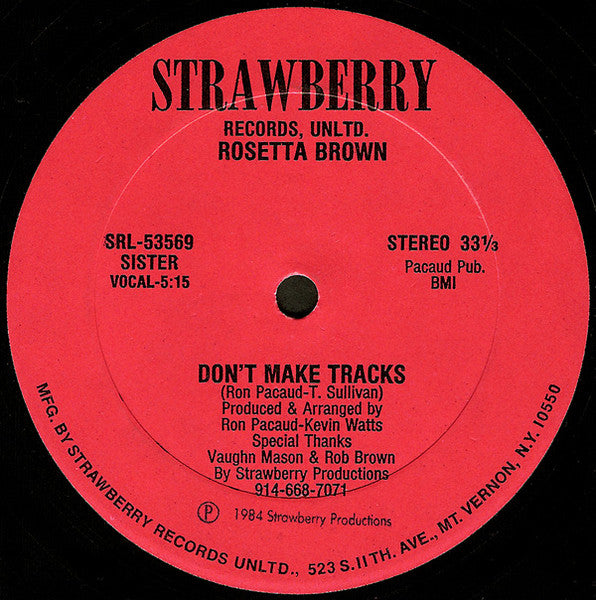 STRAWBERRY
RECORDS, UNLTD.
ROSETTA BROWN
SRL-53569
SISTER
VOCAL-5:15
STEREO 33⅓
Pacaud Pub.
BMI
DON'T MAKE TRACKS
(Ron Pacaud-T. Sullivan)
Produced & Arranged by
Ron Pacaud-Kevin Watts
Special Thanks
Vaughn Mason & Rob Brown
By Strawberry Productions
914-668-7071
Ⓟ 1984 Strawberry Productions
MFG. BY STRAWBERRY RECORDS UNLTD., 523 S.11TH. AVE., MT. VERNON, N.Y. 10550